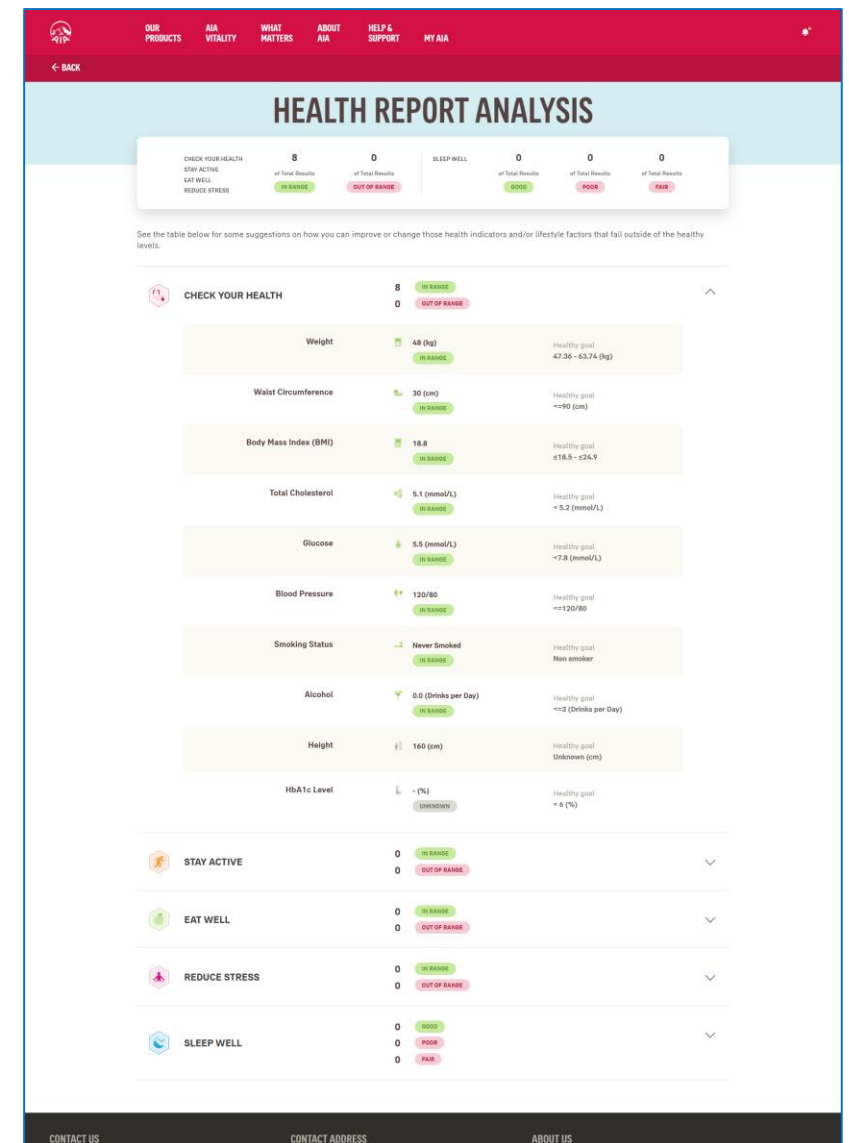 AIA
OUR PRODUCTS
AIA VITALITY
WHAT MATTERS
ABOUT AIA
HELP & SUPPORT
MY AIA
← BACK
HEALTH REPORT ANALYSIS
CHECK YOUR HEALTH
STAY ACTIVE
EAT WELL
REDUCE STRESS
8
of Total Results
IN RANGE
0
of Total Results
OUT OF RANGE
SLEEP WELL
0
of Total Results
GOOD
0
of Total Results
POOR
0
of Total Results
FAIR
See the table below for some suggestions on how you can improve or change those health indicators and/or lifestyle factors that fall outside of the healthy
levels.
CHECK YOUR HEALTH
8 IN RANGE
0 OUT OF RANGE
Weight
48 (kg)
IN RANGE
Healthy goal
47.36 - 63.74 (kg)
Waist Circumference
30 (cm)
IN RANGE
Healthy goal
<=90 (cm)
Body Mass Index (BMI)
18.8
IN RANGE
Healthy goal
≤18.5 - ≤24.9
Total Cholesterol
5.1 (mmol/L)
IN RANGE
Healthy goal
< 5.2 (mmol/L)
Glucose
5.5 (mmol/L)
IN RANGE
Healthy goal
<7.8 (mmol/L)
Blood Pressure
120/80
IN RANGE
Healthy goal
<=120/80
Smoking Status
Never Smoked
IN RANGE
Healthy goal
Non smoker
Alcohol
0.0 (Drinks per Day)
IN RANGE
Healthy goal
<=3 (Drinks per Day)
Height
160 (cm)
Healthy goal
Unknown (cm)
HbA1c Level
- (%)
UNKNOWN
Healthy goal
< 6 (%)
STAY ACTIVE
0 IN RANGE
0 OUT OF RANGE
EAT WELL
0 IN RANGE
0 OUT OF RANGE
REDUCE STRESS
0 IN RANGE
0 OUT OF RANGE
SLEEP WELL
0 GOOD
0 POOR
0 FAIR
CONTACT US
CONTACT ADDRESS
ABOUT US